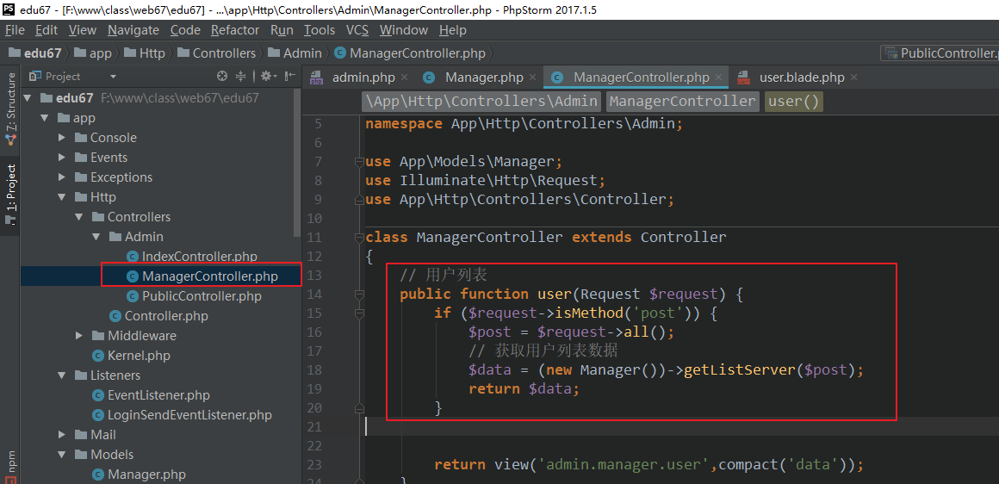 edu67 - [F:\www\class\web67\edu67] - ...\app\Http\Controllers\Admin\ManagerController.php - PhpStorm 2017.1.5
File Edit View Navigate Code Refactor Run Tools VCS Window Help
edu67 app Http Controllers Admin ManagerController.php PublicController.
Project
admin.php Manager.php ManagerController.php user.blade.php
Z: Structure
1: Project
npm
edu67 F:\www\class\web67\edu67
app
Console
Events
Exceptions
Http
Controllers
Admin
IndexController.php
ManagerController.php
PublicController.php
Controller.php
Middleware
Kernel.php
Listeners
EventListener.php
LoginSendEventListener.php
Mail
Models
Manager.php
\App\Http\Controllers\Admin ManagerController user()
5 namespace App\Http\Controllers\Admin;
6
7 use App\Models\Manager;
8 use Illuminate\Http\Request;
9 use App\Http\Controllers\Controller;
10
11 class ManagerController extends Controller
12 {
13 // 用户列表
14 public function user(Request $request) {
15 if ($request->isMethod('post')) {
16 $post = $request->all();
17 // 获取用户列表数据
18 $data = (new Manager())->getListServer($post);
19 return $data;
20 }
21
22
23 return view('admin.manager.user',compact('data'));
24 }